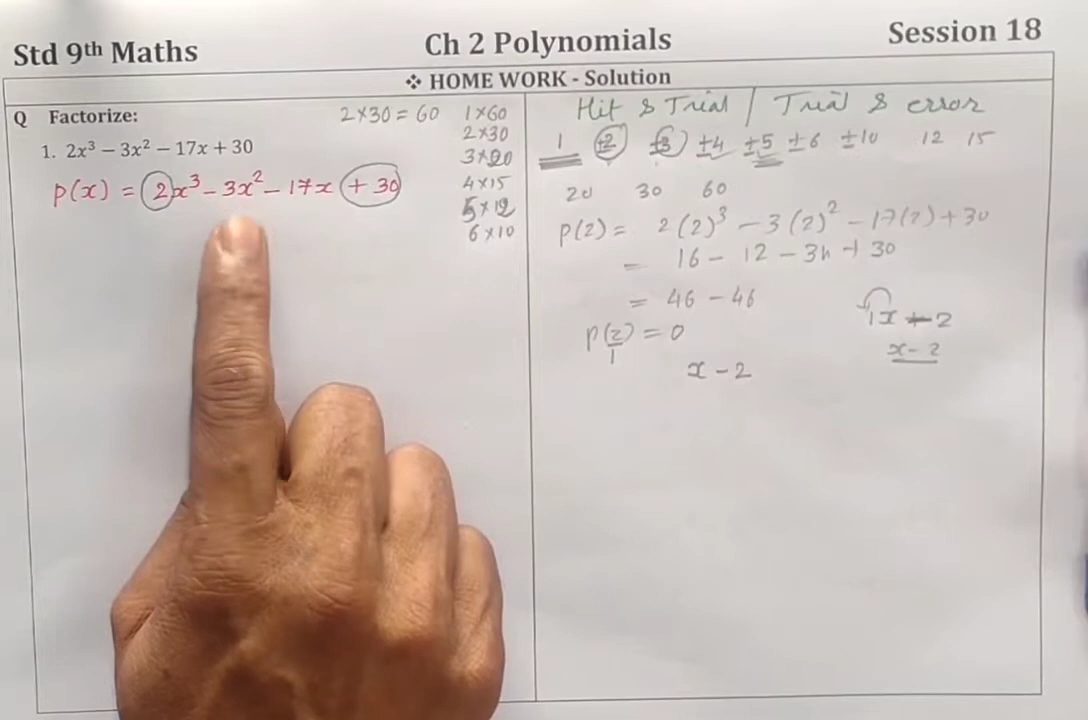 Std 9th Maths Ch 2 Polynomials Session 18
❖ HOME WORK - Solution
Q Factorize:
1. 2x³ – 3x² – 17x + 30
p(x) = 2x³ – 3x² – 17x + 30
2×30 = 60
1×60
2×30
3×20
4×15
5×12
6×10
Hit & Trial / Trial & error
1 ±2 ±3 ±4 ±5 ±6 ±10 12 15
20 30 60
p(2) = 2(2)³ – 3(2)² – 17(2) + 30
= 16 – 12 – 34 + 30
= 46 – 46
p(2/1) = 0
x – 2
1x – 2
x – 2